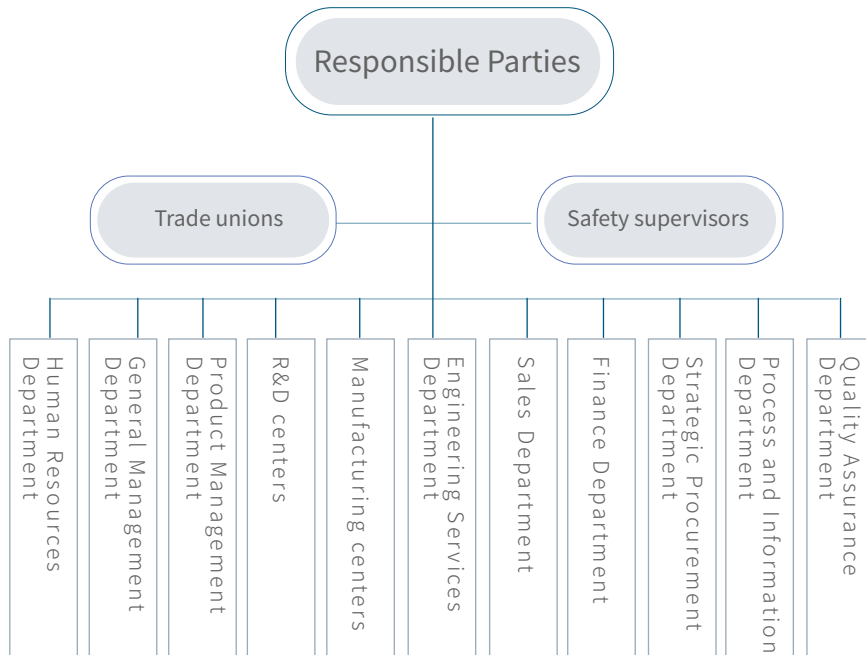 Responsible Parties
Trade unions
Safety supervisors
Human Resources
Department
General Management
Department
Product Management
Department
R&D centers
Manufacturing centers
Engineering Services
Department
Sales Department
Finance Department
Strategic Procurement
Department
Process and Information
Department
Quality Assurance
Department